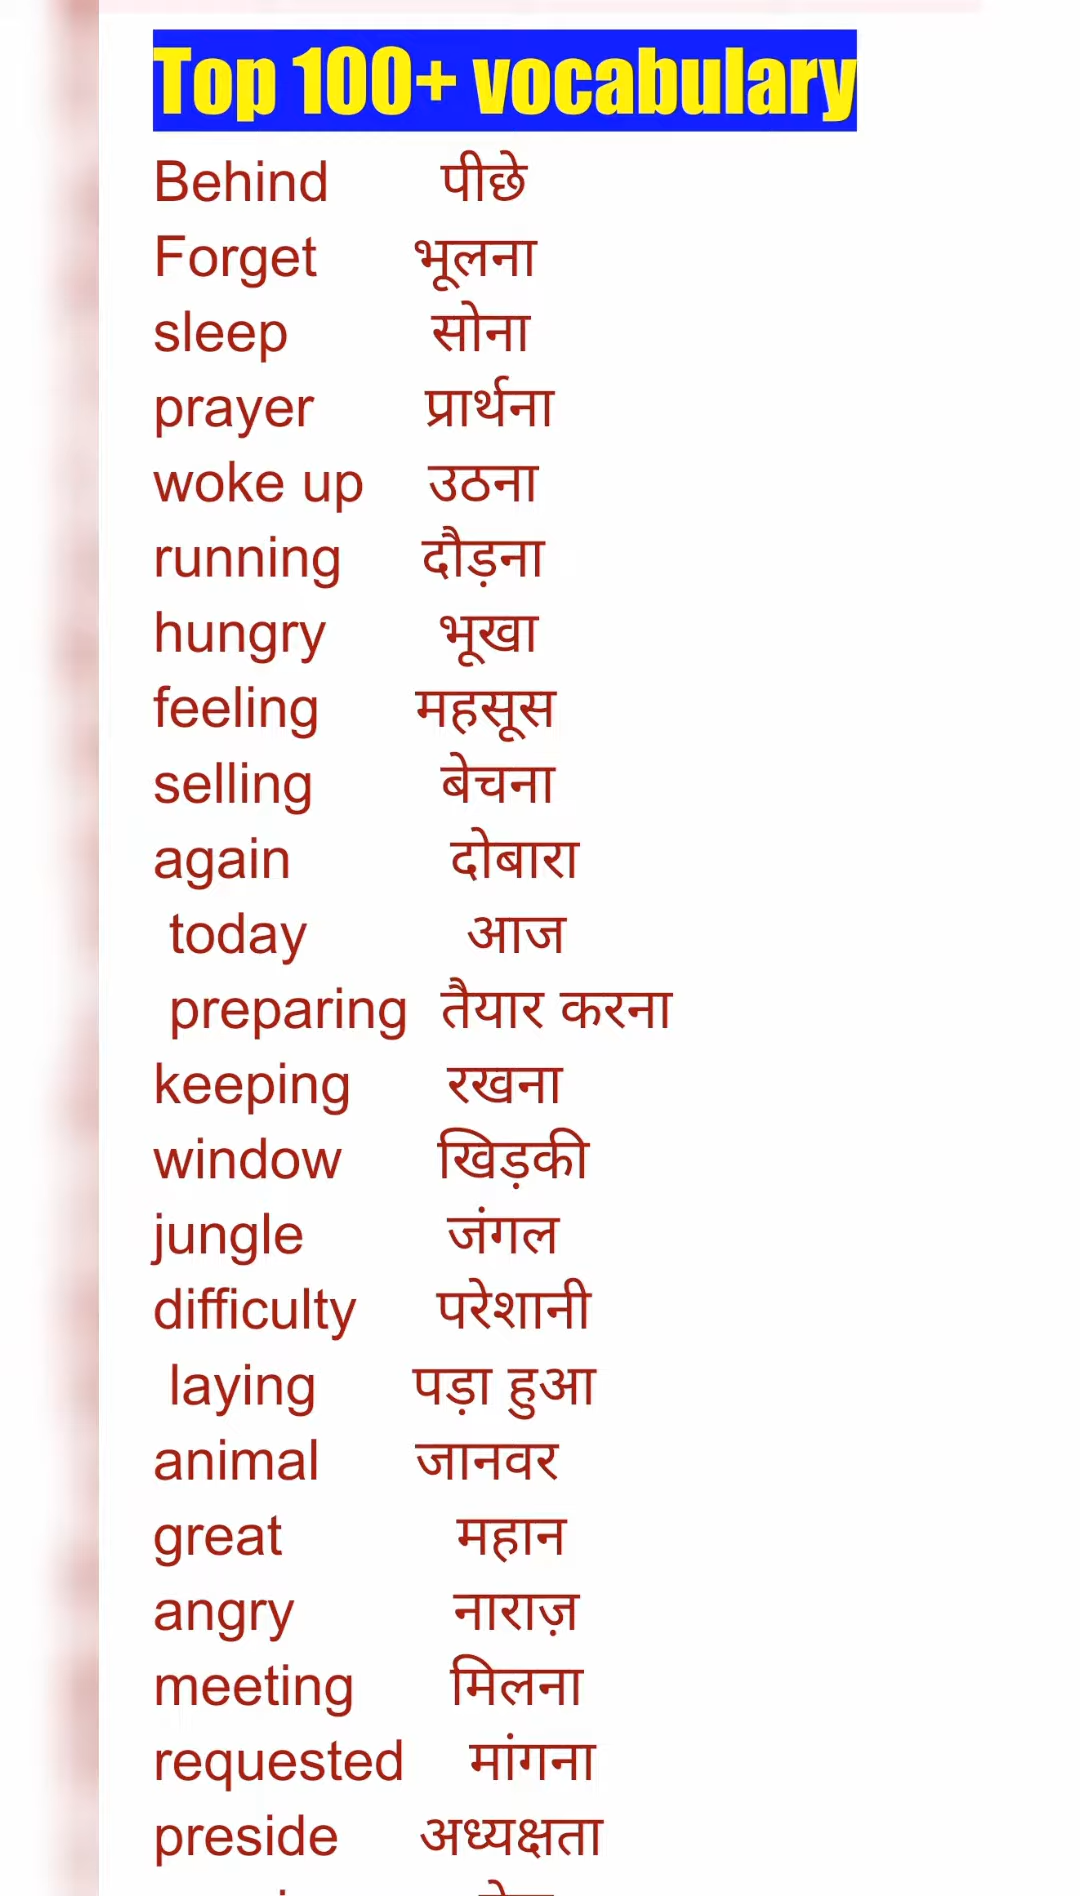 Top 100+ vocabulary
Behind पीछे
Forget भूलना
sleep सोना
prayer प्रार्थना
woke up उठना
running दौड़ना
hungry भूखा
feeling महसूस
selling बेचना
again दोबारा
today आज
preparing तैयार करना
keeping रखना
window खिड़की
jungle जंगल
difficulty परेशानी
laying पड़ा हुआ
animal जानवर
great महान
angry नाराज़
meeting मिलना
requested मांगना
preside अध्यक्षता